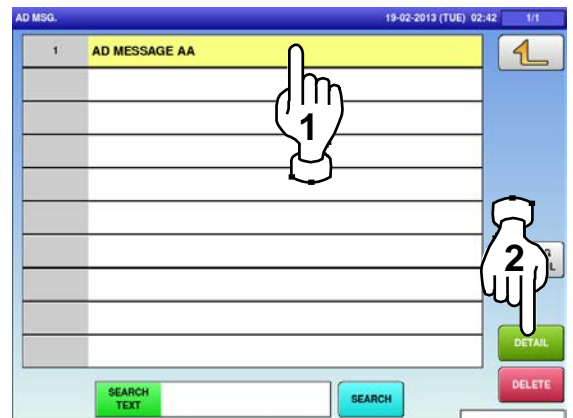 AD MSG. 19-02-2013 (TUE) 02:42 1/1
1 AD MESSAGE AA
1
2
DETAIL
SEARCH TEXT
SEARCH
DELETE